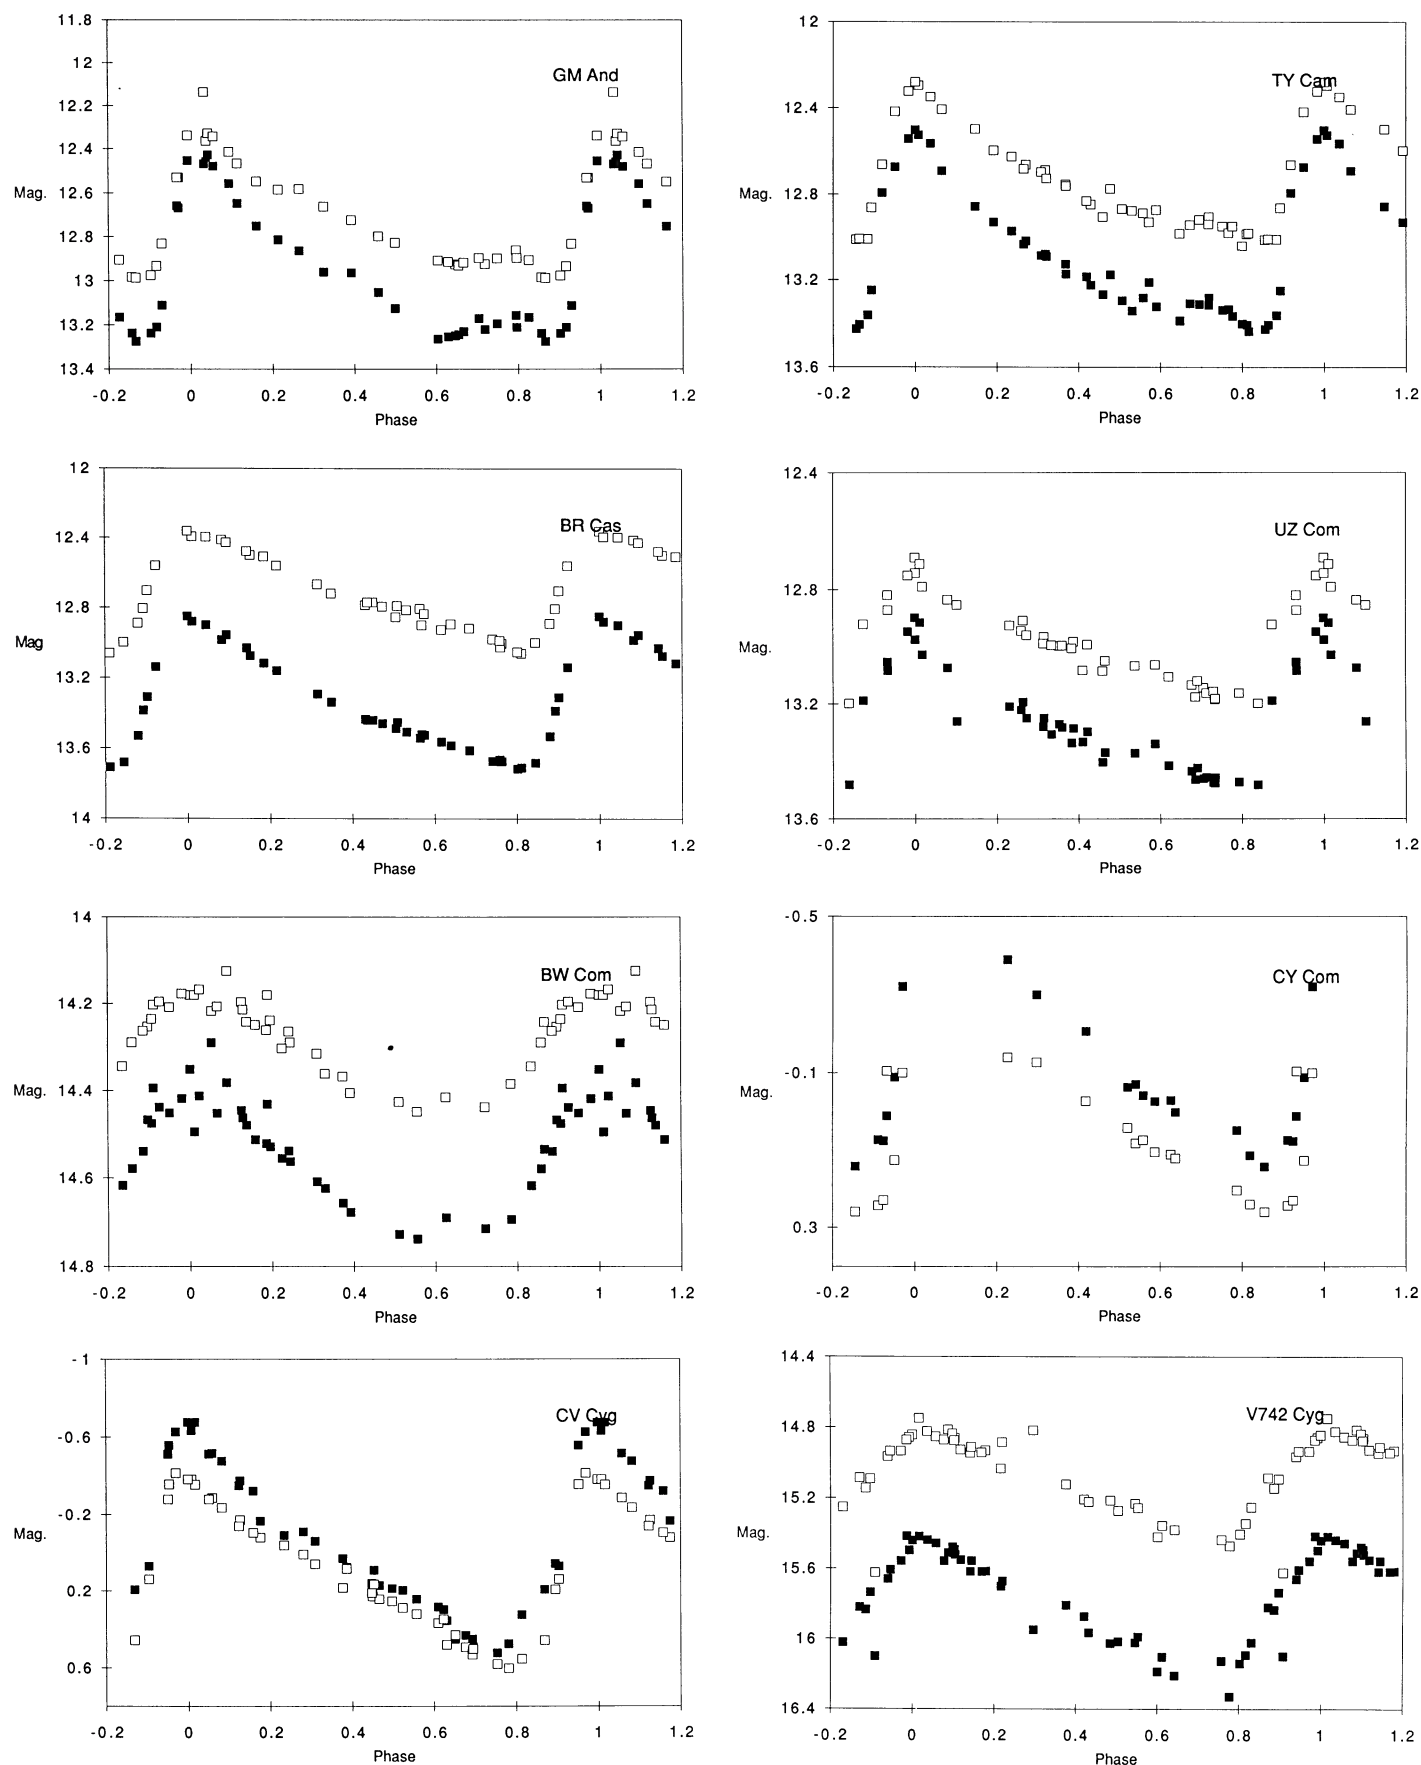 11.8
12
12.2
12.4
12.6
12.8
13
13.2
13.4
Mag.
GM And
-0.2 0 0.2 0.4 0.6 0.8 1 1.2
Phase
12
12.4
12.8
13.2
13.6
Mag.
TY Cam
-0.2 0 0.2 0.4 0.6 0.8 1 1.2
Phase
12
12.4
12.8
13.2
13.6
14
Mag
BR Cas
-0.2 0 0.2 0.4 0.6 0.8 1 1.2
Phase
12.4
12.8
13.2
13.6
Mag.
UZ Com
-0.2 0 0.2 0.4 0.6 0.8 1 1.2
Phase
14
14.2
14.4
14.6
14.8
Mag.
BW Com
-0.2 0 0.2 0.4 0.6 0.8 1 1.2
Phase
-0.5
-0.1
0.3
Mag.
CY Com
-0.2 0 0.2 0.4 0.6 0.8 1 1.2
Phase
-1
-0.6
-0.2
0.2
0.6
Mag.
CV Cyg
-0.2 0 0.2 0.4 0.6 0.8 1 1.2
Phase
14.4
14.8
15.2
15.6
16
16.4
Mag.
V742 Cyg
-0.2 0 0.2 0.4 0.6 0.8 1 1.2
Phase